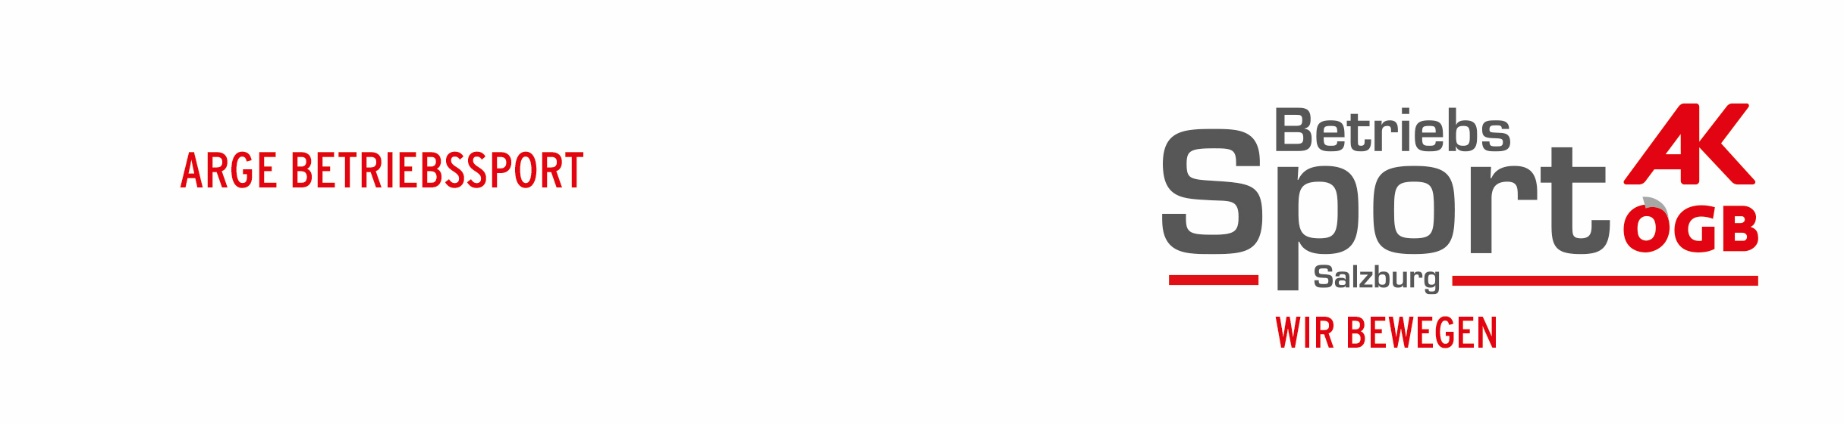 ARGE BETRIEBSSPORT
Betriebs
Sport
AK
ÖGB
Salzburg
WIR BEWEGEN